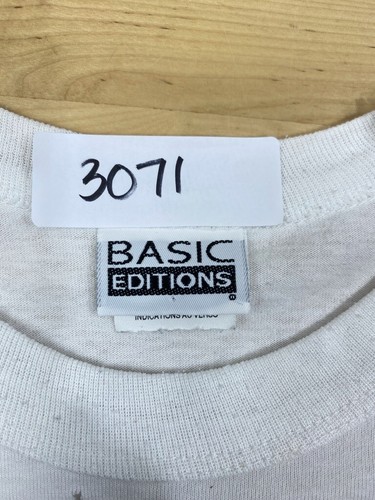 3071
BASIC
EDITIONS®
INDICATIONS AU VERSO